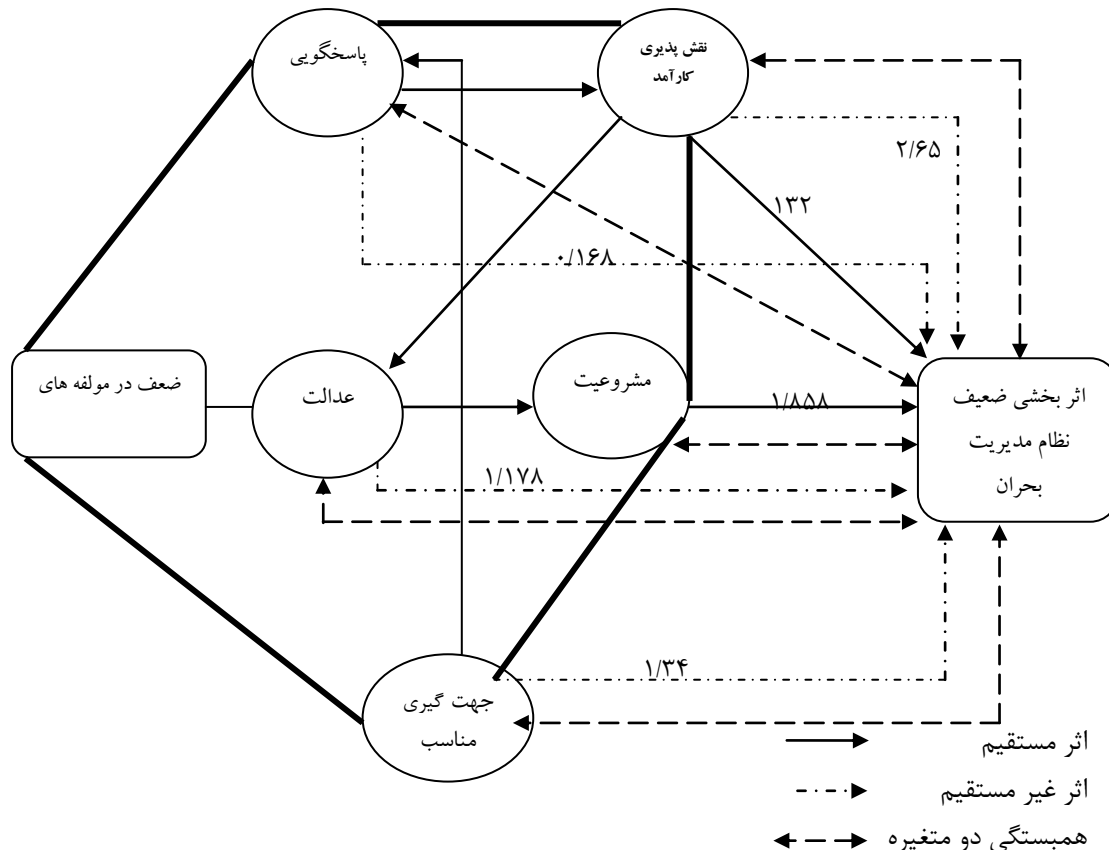 پاسخگویی
نقش پذیری
کارآمد
۲/۶۵
۱۳۲
۰/۱۶۸
ضعف در مولفه های
عدالت
مشروعیت
۱/۸۵۸
اثر بخشی ضعیف
نظام مدیریت
بحران
۱/۱۷۸
۱/۳۴
جهت گیری
مناسب
اثر مستقیم
اثر غیر مستقیم
همبستگی دو متغیره